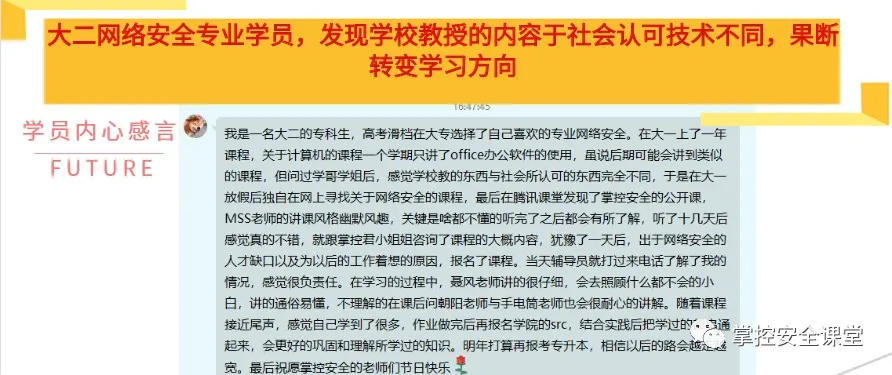 大二网络安全专业学员，发现学校教授的内容于社会认可技术不同，果断
转变学习方向
16:47:45
学员内心感言
FUTURE
我是一名大二的专科生，高考滑档在大专选择了自己喜欢的专业网络安全。在大一上了一年
课程，关于计算机的课程一个学期只讲了office办公软件的使用，虽说后期可能会讲到类似
的课程，但问过学哥学姐后，感觉学校教的东西与社会所认可的东西完全不同，于是在大一
放假后独自在网上寻找关于网络安全的课程，最后在腾讯课堂发现了掌控安全的公开课，
MSS老师的讲课风格幽默风趣，关键是啥都不懂的听完了之后都会有所了解，听了十几天后
感觉真的不错，就跟掌控君小姐姐咨询了课程的大概内容，犹豫了一天后，出于网络安全的
人才缺口以及为以后的工作着想的原因，报名了课程。当天辅导员就打过来电话了解了我的
情况，感觉很负责任。在学习的过程中，聂风老师讲的很仔细，会去照顾什么都不会的小
白，讲的通俗易懂，不理解的在课后问朝阳老师与手电筒老师也会很耐心的讲解。随着课程
接近尾声，感觉自己学到了很多，作业做完后再报名学院的src，结合实践后把学过的通
起来，会更好的巩固和理解所学过的知识。明年打算再报考专升本，相信以后的路会越走越
宽。最后祝愿掌控安全的老师们节日快乐
掌控安全课堂